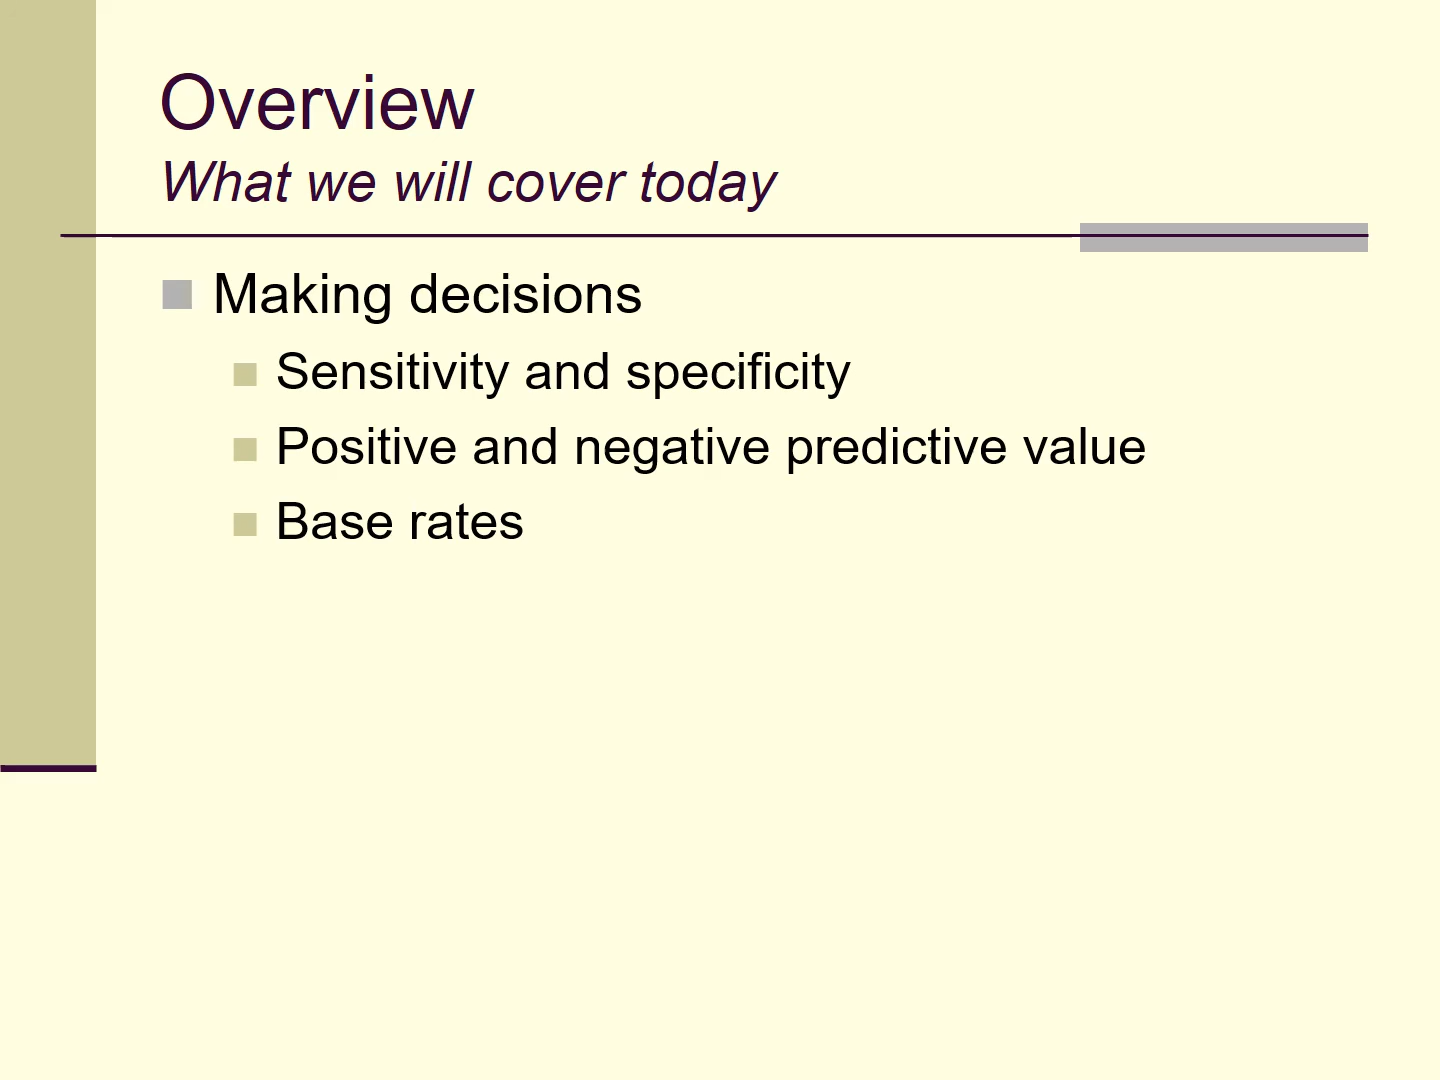 Overview
What we will cover today
Making decisions
Sensitivity and specificity
Positive and negative predictive value
Base rates